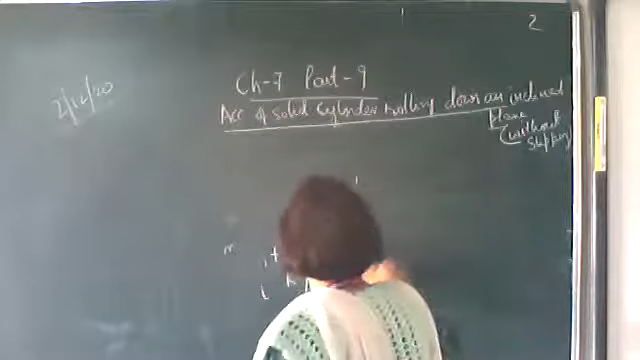 2
2/12/20
Ch-7 Part-9
Acc of solid cylinder rolling down an inclined
plane
(without
slipping)